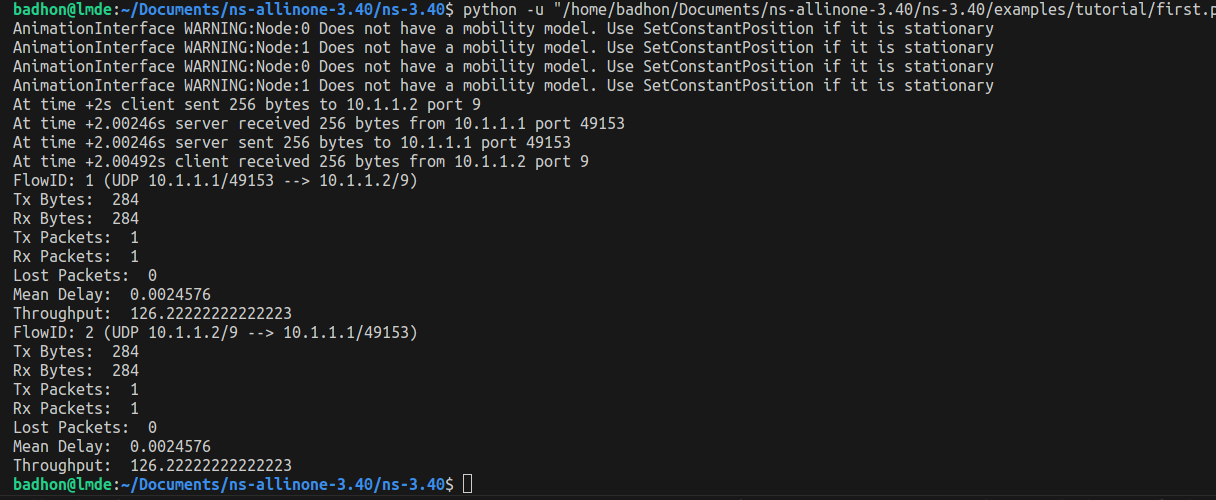 badhon@lmde:~/Documents/ns-allinone-3.40/ns-3.40$ python -u "/home/badhon/Documents/ns-allinone-3.40/ns-3.40/examples/tutorial/first.p
AnimationInterface WARNING:Node:0 Does not have a mobility model. Use SetConstantPosition if it is stationary
AnimationInterface WARNING:Node:1 Does not have a mobility model. Use SetConstantPosition if it is stationary
AnimationInterface WARNING:Node:0 Does not have a mobility model. Use SetConstantPosition if it is stationary
AnimationInterface WARNING:Node:1 Does not have a mobility model. Use SetConstantPosition if it is stationary
At time +2s client sent 256 bytes to 10.1.1.2 port 9
At time +2.00246s server received 256 bytes from 10.1.1.1 port 49153
At time +2.00246s server sent 256 bytes to 10.1.1.1 port 49153
At time +2.00492s client received 256 bytes from 10.1.1.2 port 9
FlowID: 1 (UDP 10.1.1.1/49153 --> 10.1.1.2/9)
Tx Bytes:  284
Rx Bytes:  284
Tx Packets:  1
Rx Packets:  1
Lost Packets:  0
Mean Delay:  0.0024576
Throughput:  126.22222222222223
FlowID: 2 (UDP 10.1.1.2/9 --> 10.1.1.1/49153)
Tx Bytes:  284
Rx Bytes:  284
Tx Packets:  1
Rx Packets:  1
Lost Packets:  0
Mean Delay:  0.0024576
Throughput:  126.22222222222223
badhon@lmde:~/Documents/ns-allinone-3.40/ns-3.40$